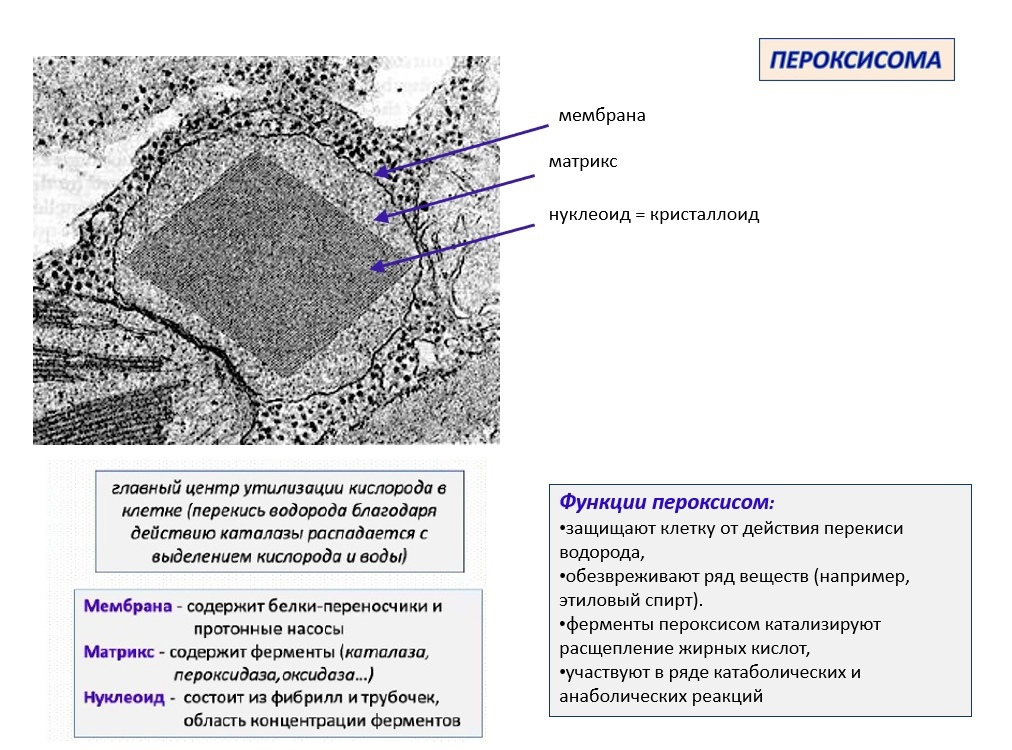 ПЕРОКСИСОМА
мембрана
матрикс
нуклеоид = кристаллоид
главный центр утилизации кислорода в
клетке (перекись водорода благодаря
действию каталазы распадается с
выделением кислорода и воды)
Мембрана - содержит белки-переносчики и
протонные насосы
Матрикс - содержит ферменты (каталаза,
пероксидаза,оксидаза...)
Нуклеоид - состоит из фибрилл и трубочек,
область концентрации ферментов
Функции пероксисом:
•защищают клетку от действия перекиси
водорода,
•обезвреживают ряд веществ (например,
этиловый спирт).
•ферменты пероксисом катализируют
расщепление жирных кислот,
•участвуют в ряде катаболических и
анаболических реакций